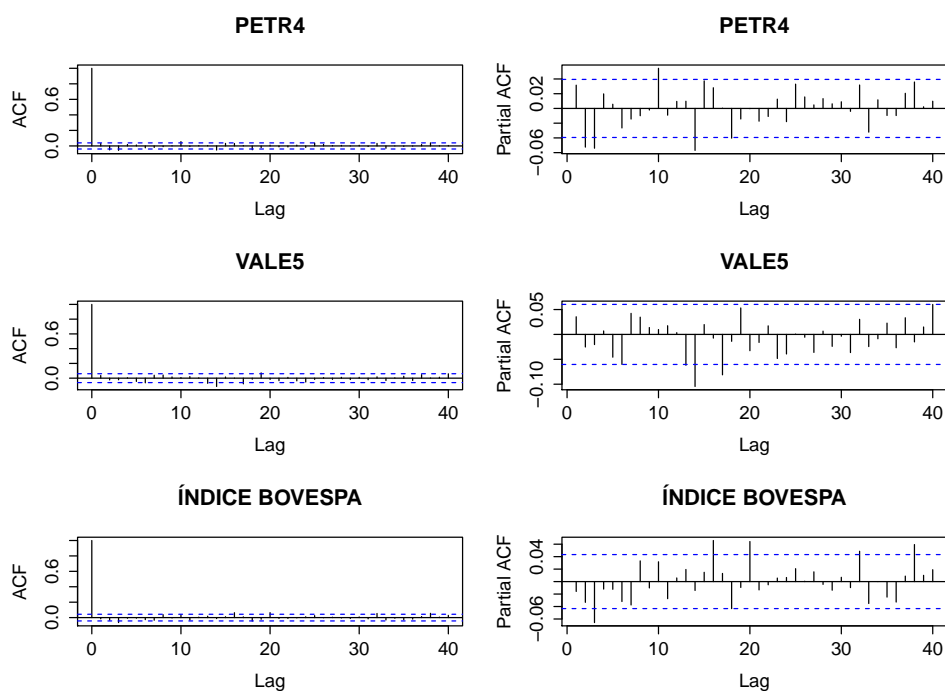 PETR4
ACF
0.0 0.6
0 10 20 30 40
Lag
PETR4
Partial ACF
−0.06 0.02
0 10 20 30 40
Lag
VALE5
ACF
0.0 0.6
0 10 20 30 40
Lag
VALE5
Partial ACF
−0.10 0.05
0 10 20 30 40
Lag
ÍNDICE BOVESPA
ACF
0.0 0.6
0 10 20 30 40
Lag
ÍNDICE BOVESPA
Partial ACF
−0.06 0.04
0 10 20 30 40
Lag